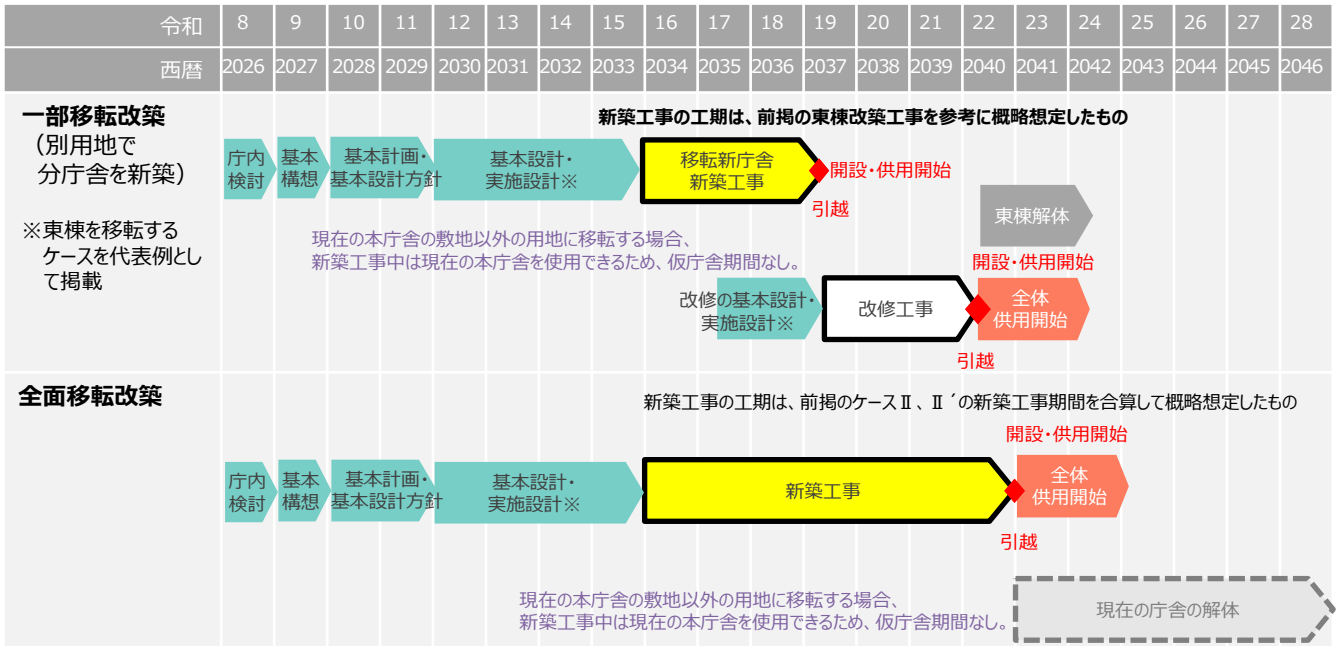 令和 8 9 10 11 12 13 14 15 16 17 18 19 20 21 22 23 24 25 26 27 28
西暦 2026 2027 2028 2029 2030 2031 2032 2033 2034 2035 2036 2037 2038 2039 2040 2041 2042 2043 2044 2045 2046
一部移転改築
（別用地で
分庁舎を新築）
※東棟を移転する
ケースを代表例とし
て掲載
新築工事の工期は、前掲の東棟改築工事を参考に概略想定したもの
庁内
検討
基本
構想
基本計画・
基本設計方針
基本設計・
実施設計※
移転新庁舎
新築工事
開設・供用開始
引越
東棟解体
現在の本庁舎の敷地以外の用地に移転する場合、
新築工事中は現在の本庁舎を使用できるため、仮庁舎期間なし。
開設・供用開始
改修の基本設計・
実施設計※
改修工事
全体
供用開始
引越
全面移転改築
新築工事の工期は、前掲のケースⅡ、Ⅱ´の新築工事期間を合算して概略想定したもの
開設・供用開始
庁内
検討
基本
構想
基本計画・
基本設計方針
基本設計・
実施設計※
新築工事
全体
供用開始
引越
現在の本庁舎の敷地以外の用地に移転する場合、
新築工事中は現在の本庁舎を使用できるため、仮庁舎期間なし。
現在の庁舎の解体